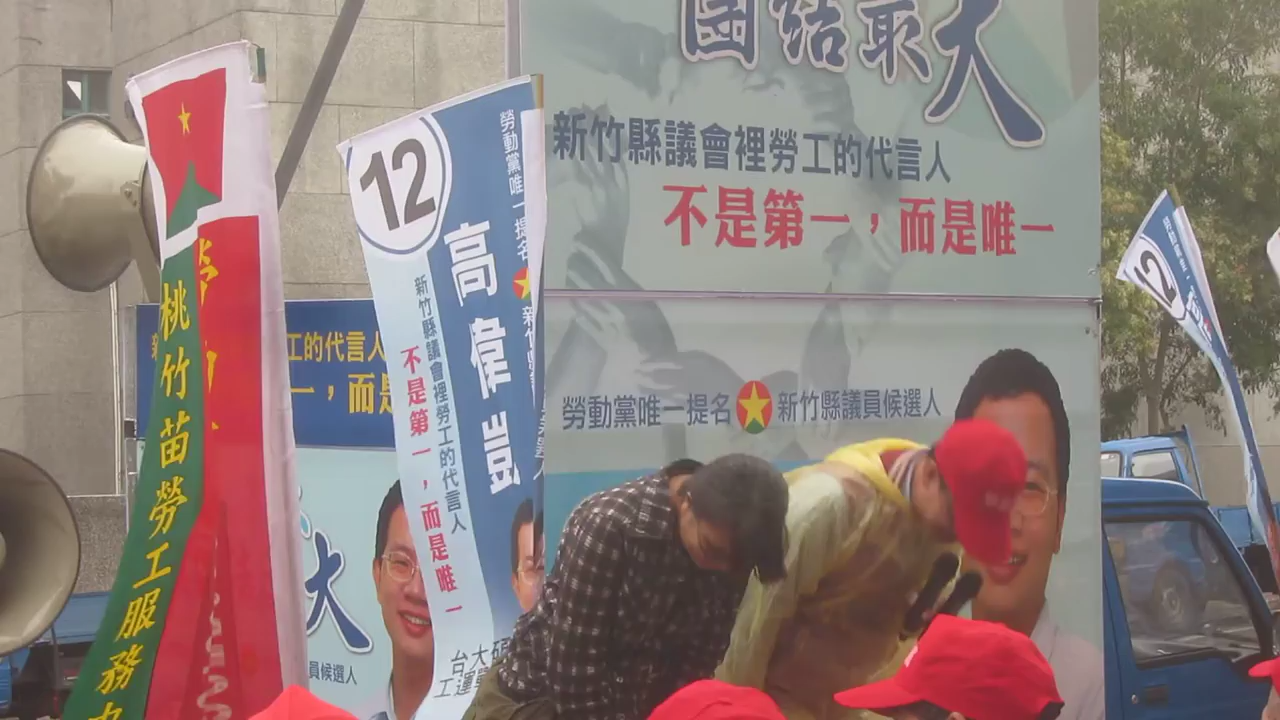 團結最大
新竹縣議會裡勞工的代言人
不是第一，而是唯一
勞動黨唯一提名
新竹縣議員候選人
12
高偉凱
勞動黨唯一提名
新竹縣議會裡勞工的代言人
不是第一，而是唯一
台大
工運
桃竹苗勞工服務
勞
工的代言人
一，而是
大
員候選人
2